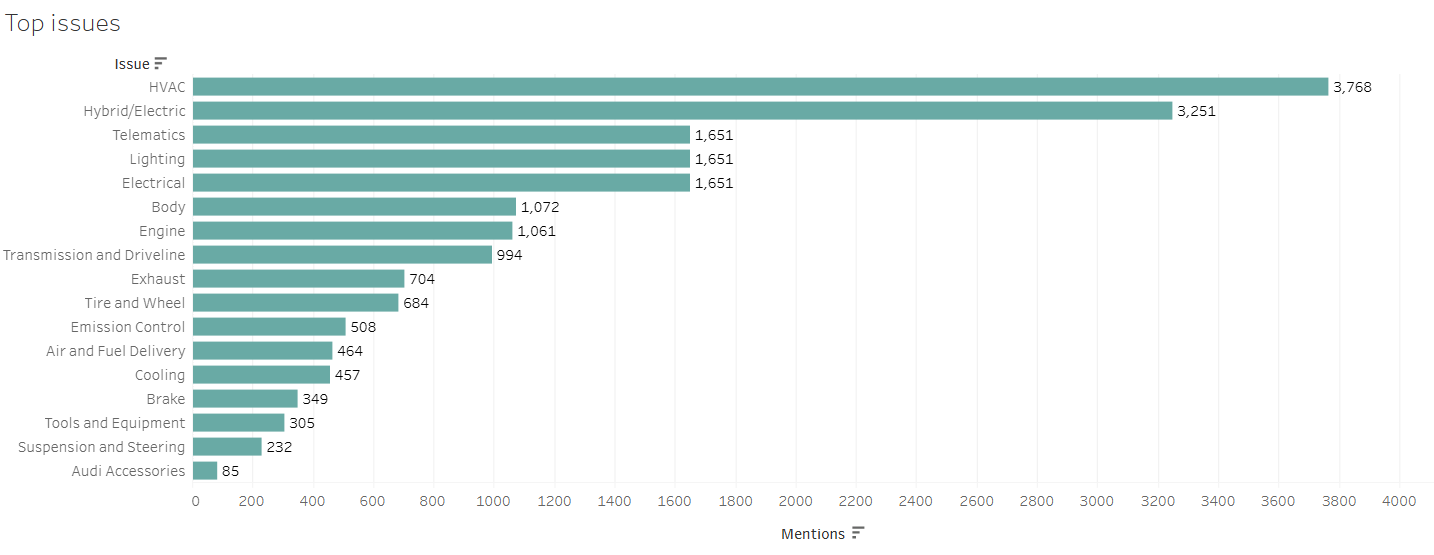 Top issues
Issue
HVAC 3,768
Hybrid/Electric 3,251
Telematics 1,651
Lighting 1,651
Electrical 1,651
Body 1,072
Engine 1,061
Transmission and Driveline 994
Exhaust 704
Tire and Wheel 684
Emission Control 508
Air and Fuel Delivery 464
Cooling 457
Brake 349
Tools and Equipment 305
Suspension and Steering 232
Audi Accessories 85
0 200 400 600 800 1000 1200 1400 1600 1800 2000 2200 2400 2600 2800 3000 3200 3400 3600 3800 4000
Mentions